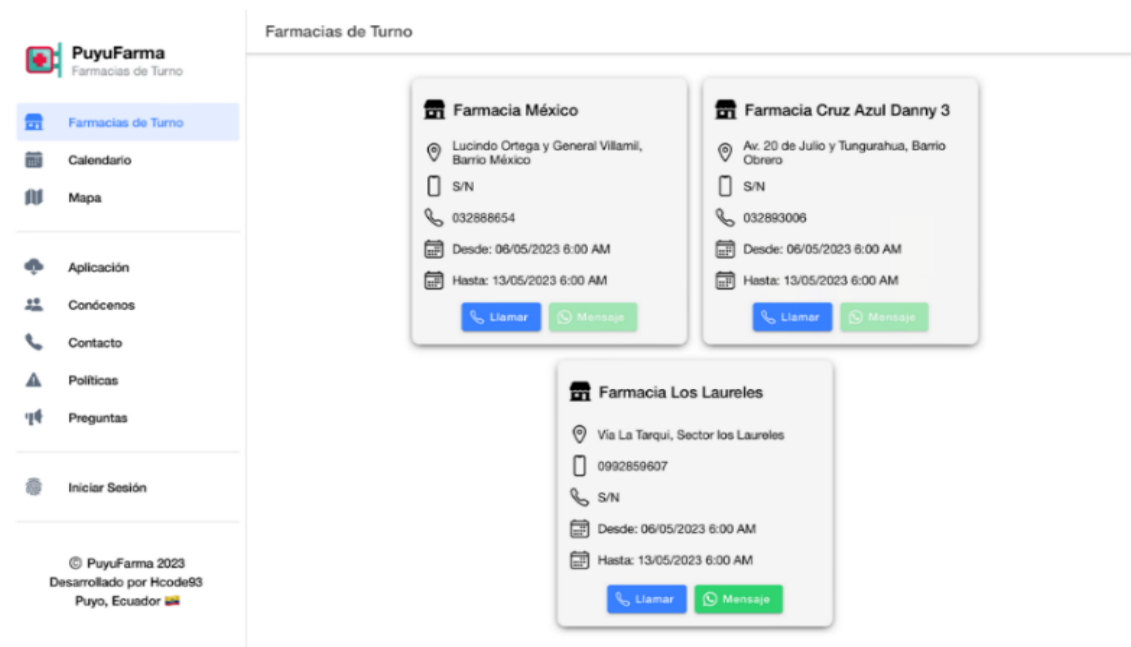 PuyuFarma
Farmacias de Turno
Farmacias de Turno
Calendario
Mapa
Aplicación
Conócenos
Contacto
Políticas
Preguntas
Iniciar Sesión
© PuyuFarma 2023
Desarrollado por Hcode93
Puyo, Ecuador
Farmacias de Turno
Farmacia México
Lucindo Ortega y General Villamil,
Barrio México
S/N
032888654
Desde: 06/05/2023 6:00 AM
Hasta: 13/05/2023 6:00 AM
Llamar
Mensaje
Farmacia Cruz Azul Danny 3
Av. 20 de Julio y Tungurahua, Barrio
Obrero
S/N
032893006
Desde: 06/05/2023 6:00 AM
Hasta: 13/05/2023 6:00 AM
Llamar
Mensaje
Farmacia Los Laureles
Vía La Tarqui, Sector los Laureles
0992859607
S/N
Desde: 06/05/2023 6:00 AM
Hasta: 13/05/2023 6:00 AM
Llamar
Mensaje